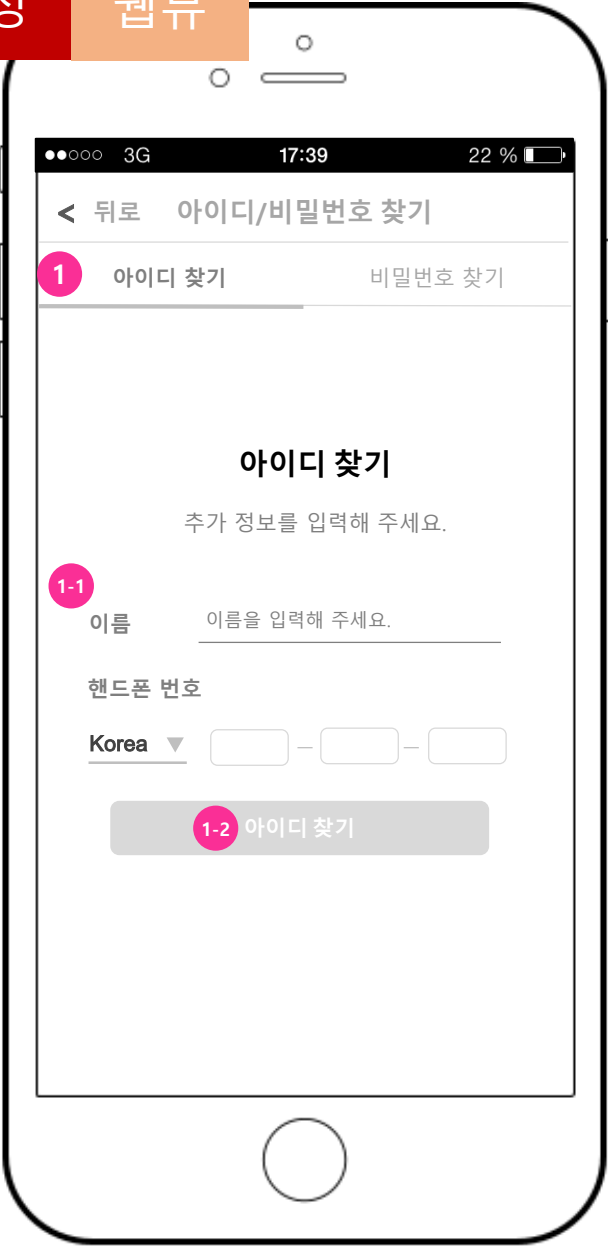 웹뷰
3G 17:39 22 %
< 뒤로 아이디/비밀번호 찾기
1 아이디 찾기 비밀번호 찾기
아이디 찾기
추가 정보를 입력해 주세요.
1-1
이름 이름을 입력해 주세요.
핸드폰 번호
Korea ▼ – –
1-2 아이디 찾기